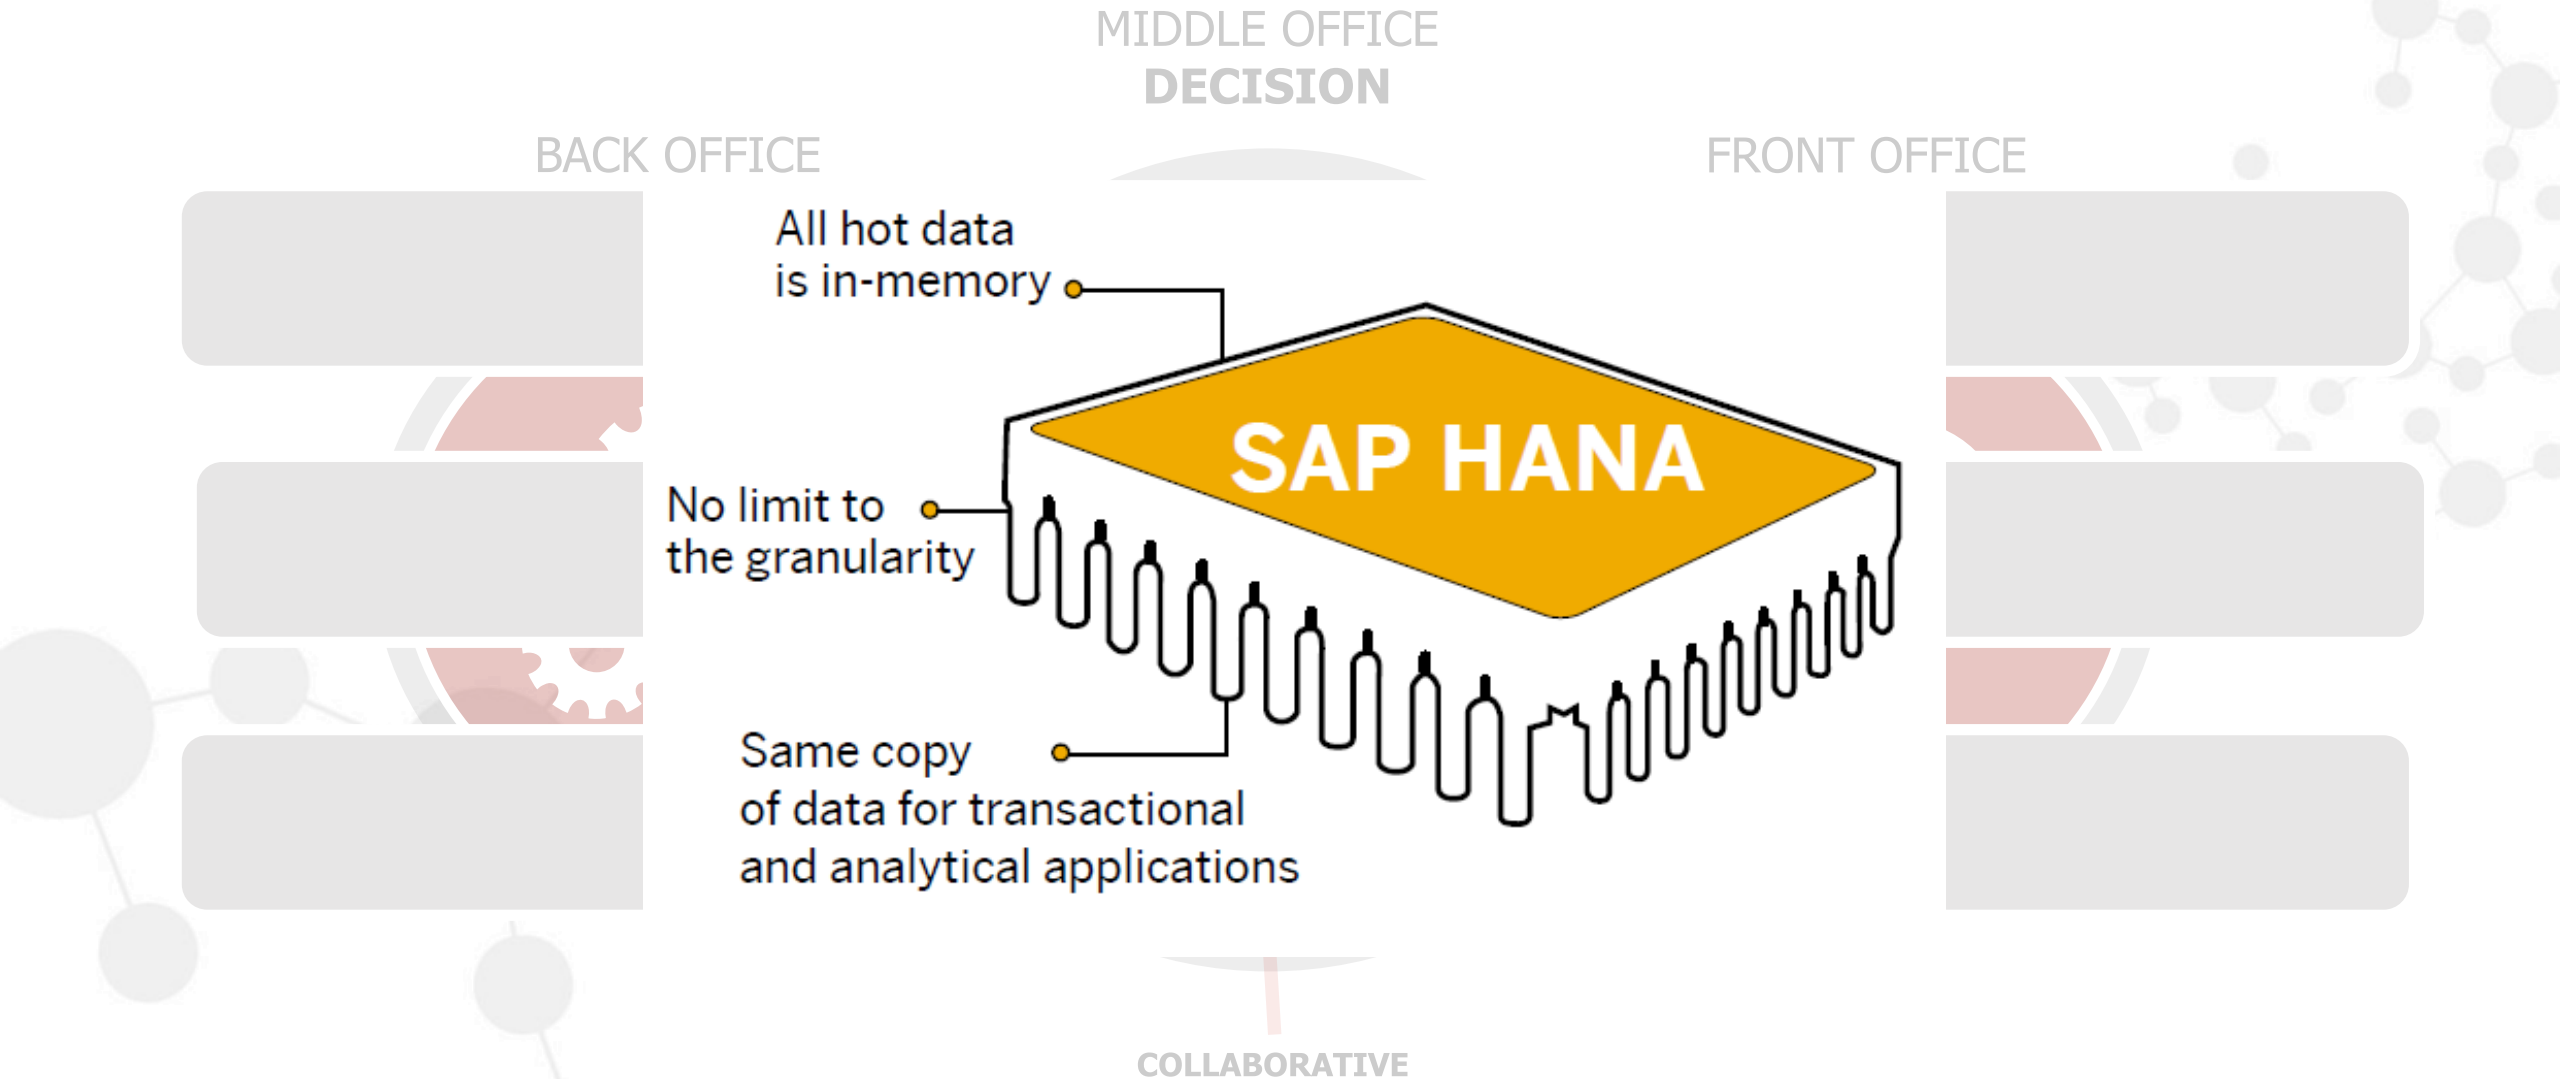 MIDDLE OFFICE
DECISION
BACK OFFICE
FRONT OFFICE
All hot data
is in-memory
SAP HANA
No limit to
the granularity
Same copy
of data for transactional
and analytical applications
COLLABORATIVE